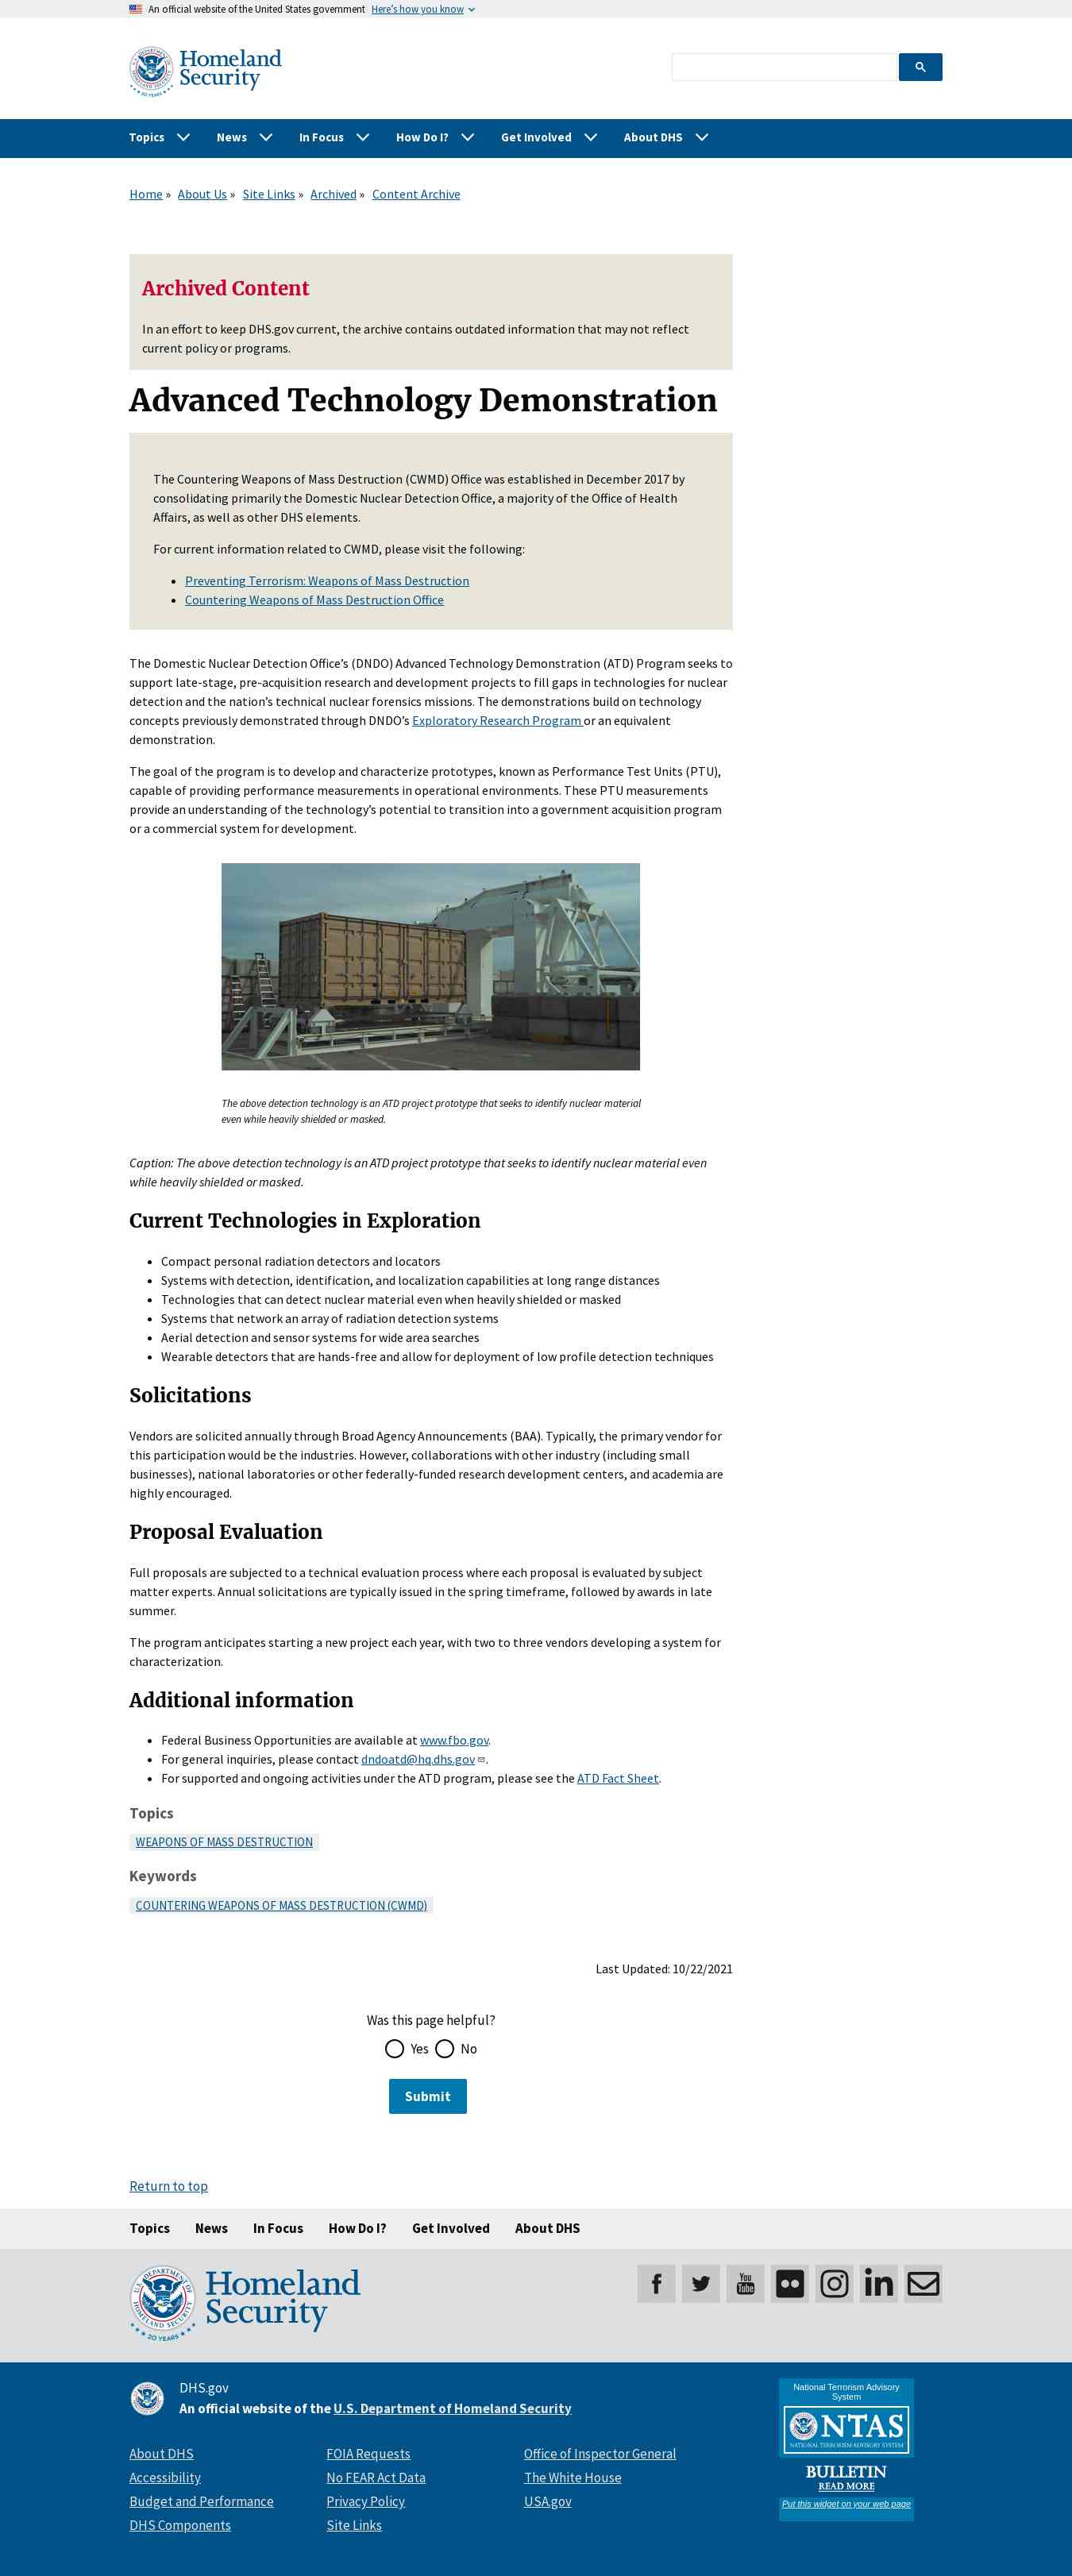 An official website of the United States government Here's how you know
Homeland
Security
Topics News In Focus How Do I? Get Involved About DHS
Home » About Us » Site Links » Archived » Content Archive
Archived Content
In an effort to keep DHS.gov current, the archive contains outdated information that may not reflect
current policy or programs.
Advanced Technology Demonstration
The Countering Weapons of Mass Destruction (CWMD) Office was established in December 2017 by
consolidating primarily the Domestic Nuclear Detection Office, a majority of the Office of Health
Affairs, as well as other DHS elements.
For current information related to CWMD, please visit the following:
• Preventing Terrorism: Weapons of Mass Destruction
• Countering Weapons of Mass Destruction Office
The Domestic Nuclear Detection Office's (DNDO) Advanced Technology Demonstration (ATD) Program seeks to
support late-stage, pre-acquisition research and development projects to fill gaps in technologies for nuclear
detection and the nation's technical nuclear forensics missions. The demonstrations build on technology
concepts previously demonstrated through DNDO's Exploratory Research Program or an equivalent
demonstration.
The goal of the program is to develop and characterize prototypes, known as Performance Test Units (PTU),
capable of providing performance measurements in operational environments. These PTU measurements
provide an understanding of the technology's potential to transition into a government acquisition program
or a commercial system for development.
The above detection technology is an ATD project prototype that seeks to identify nuclear material
even while heavily shielded or masked.
Caption: The above detection technology is an ATD project prototype that seeks to identify nuclear material even
while heavily shielded or masked.
Current Technologies in Exploration
• Compact personal radiation detectors and locators
• Systems with detection, identification, and localization capabilities at long range distances
• Technologies that can detect nuclear material even when heavily shielded or masked
• Systems that network an array of radiation detection systems
• Aerial detection and sensor systems for wide area searches
• Wearable detectors that are hands-free and allow for deployment of low profile detection techniques
Solicitations
Vendors are solicited annually through Broad Agency Announcements (BAA). Typically, the primary vendor for
this participation would be the industries. However, collaborations with other industry (including small
businesses), national laboratories or other federally-funded research development centers, and academia are
highly encouraged.
Proposal Evaluation
Full proposals are subjected to a technical evaluation process where each proposal is evaluated by subject
matter experts. Annual solicitations are typically issued in the spring timeframe, followed by awards in late
summer.
The program anticipates starting a new project each year, with two to three vendors developing a system for
characterization.
Additional information
• Federal Business Opportunities are available at www.fbo.gov.
• For general inquiries, please contact dndoatd@hq.dhs.gov.
• For supported and ongoing activities under the ATD program, please see the ATD Fact Sheet.
Topics
WEAPONS OF MASS DESTRUCTION
Keywords
COUNTERING WEAPONS OF MASS DESTRUCTION (CWMD)
Last Updated: 10/22/2021
Was this page helpful?
Yes No
Submit
Return to top
Topics News In Focus How Do I? Get Involved About DHS
U.S. DEPARTMENT OF HOMELAND SECURITY
20 YEARS
Homeland
Security
You
Tube
DHS.gov
An official website of the U.S. Department of Homeland Security
About DHS FOIA Requests Office of Inspector General
Accessibility No FEAR Act Data The White House
Budget and Performance Privacy Policy USA.gov
DHS Components Site Links
National Terrorism Advisory
System
NTAS
NATIONAL TERRORISM ADVISORY SYSTEM
BULLETIN
READ MORE
Put this widget on your web page